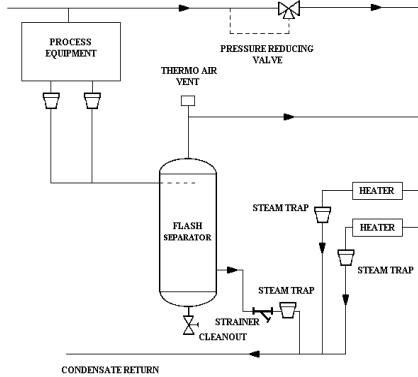 PROCESS
EQUIPMENT
PRESSURE REDUCING
VALVE
THERMO AIR
VENT
HEATER
STEAM TRAP
HEATER
FLASH
SEPARATOR
STEAM TRAP
STEAM TRAP
STRAINER
CLEANOUT
CONDENSATE RETURN